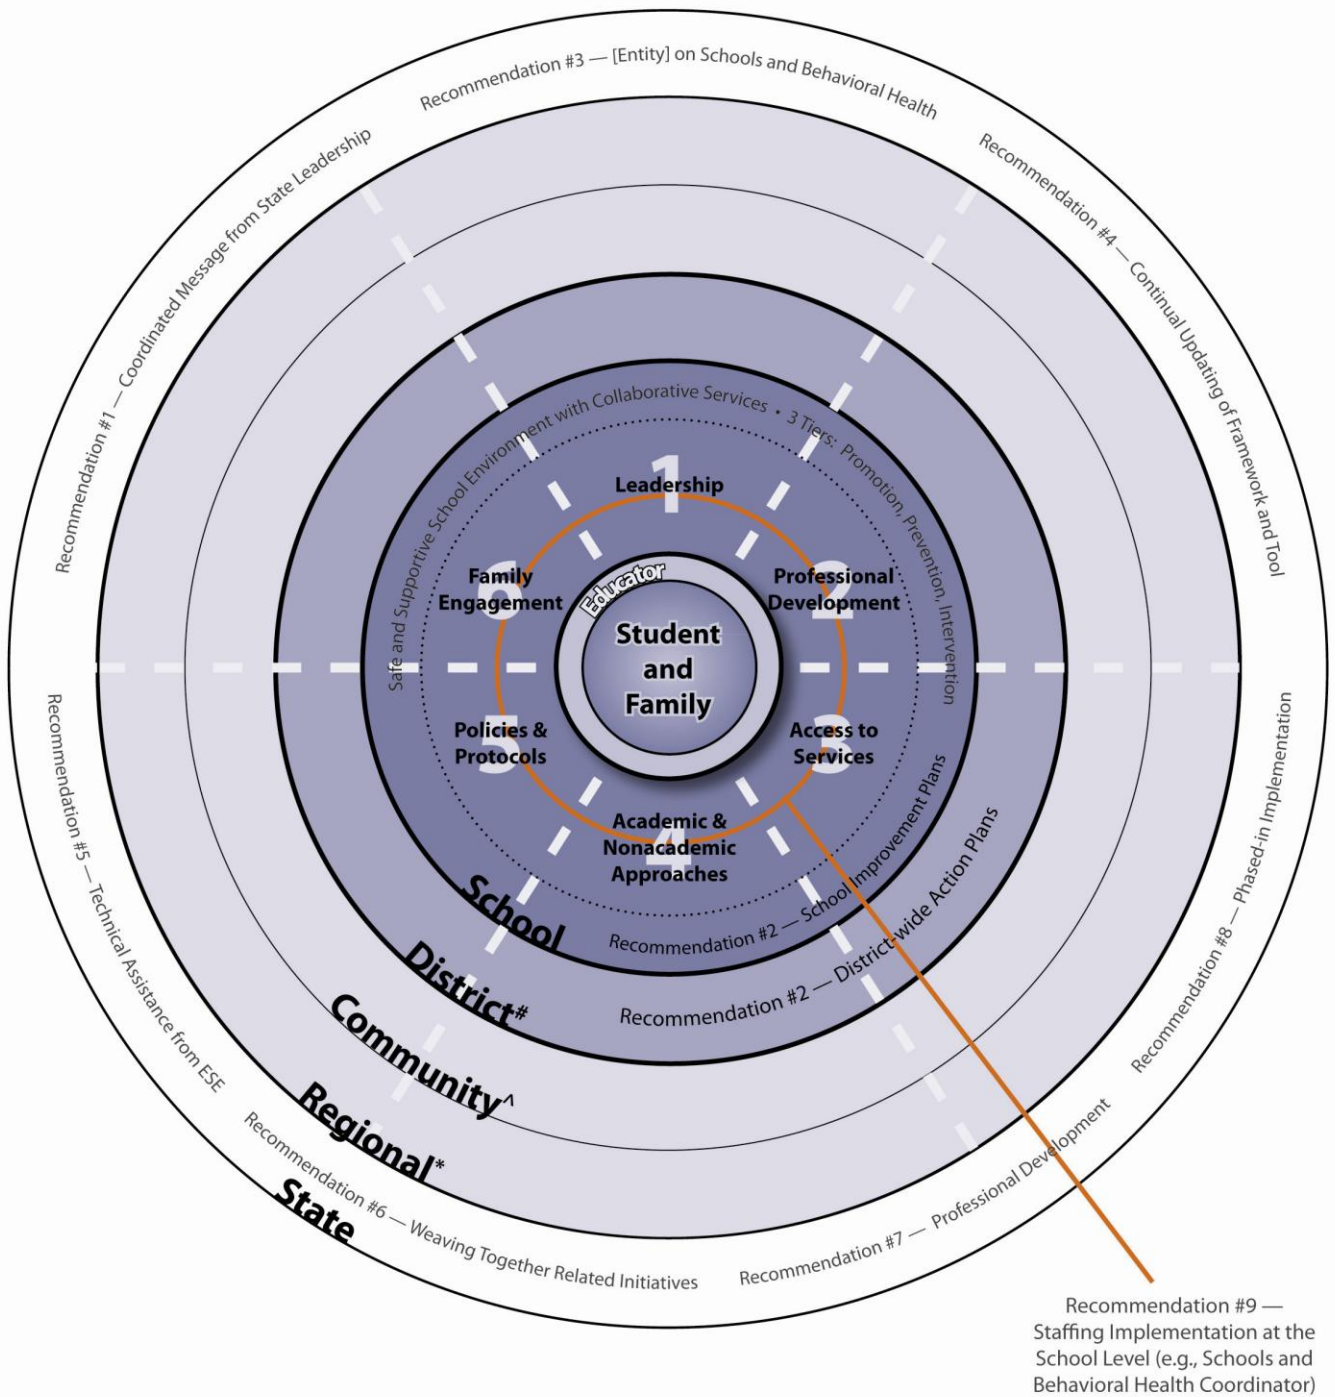 Recommendation #3 — [Entity] on Schools and Behavioral Health
Recommendation #1 — Coordinated Message from State Leadership
Recommendation #4 — Continual Updating of Framework and Tool
Safe and Supportive School Environment with Collaborative Services • 3 Tiers: Promotion, Prevention, Intervention
1
Leadership
6
Family
Engagement
2
Professional
Development
Educator
Student
and
Family
5
Policies &
Protocols
3
Access to
Services
4
Academic &
Nonacademic
Approaches
School
Recommendation #2 — School Improvement Plans
District#
Recommendation #2 — District-wide Action Plans
Community^
Regional*
State
Recommendation #5 — Technical Assistance from ESE
Recommendation #6 — Weaving Together Related Initiatives
Recommendation #7 — Professional Development
Recommendation #8 — Phased-in Implementation
Recommendation #9 —
Staffing Implementation at the
School Level (e.g., Schools and
Behavioral Health Coordinator)